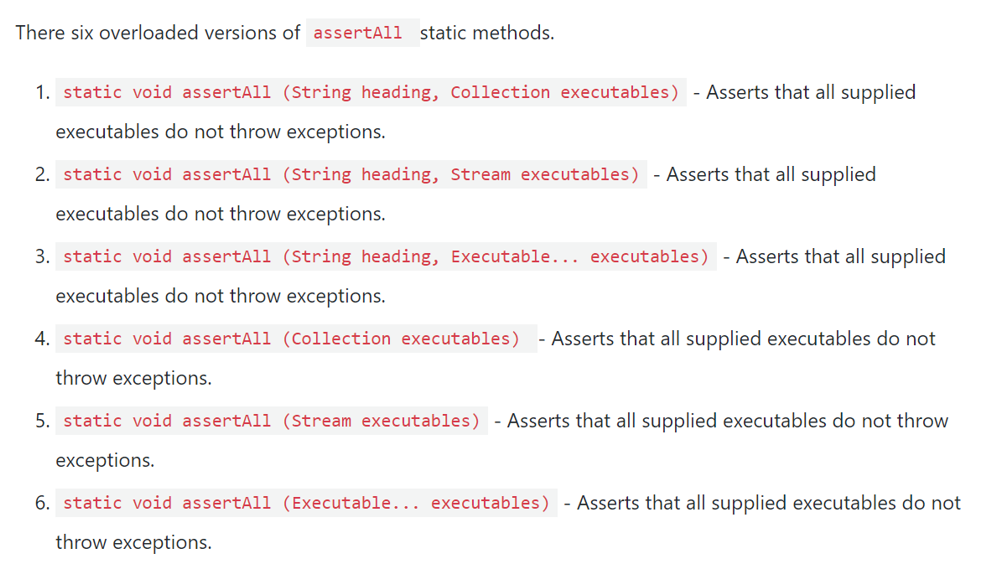 There six overloaded versions of assertAll static methods.
1. static void assertAll (String heading, Collection executables) - Asserts that all supplied
executables do not throw exceptions.
2. static void assertAll (String heading, Stream executables) - Asserts that all supplied
executables do not throw exceptions.
3. static void assertAll (String heading, Executable... executables) - Asserts that all supplied
executables do not throw exceptions.
4. static void assertAll (Collection executables) - Asserts that all supplied executables do not
throw exceptions.
5. static void assertAll (Stream executables) - Asserts that all supplied executables do not throw
exceptions.
6. static void assertAll (Executable... executables) - Asserts that all supplied executables do not
throw exceptions.